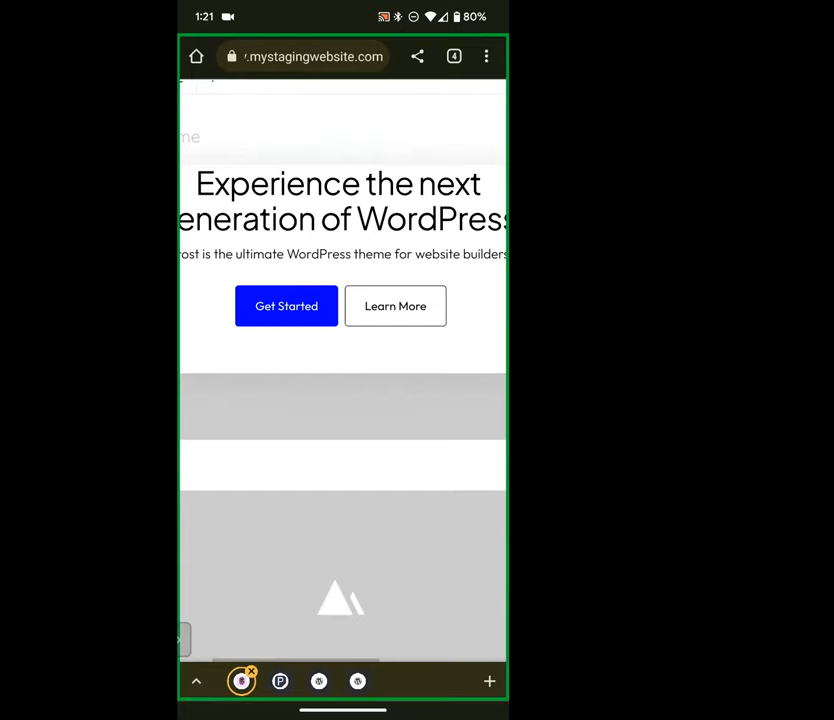 1:21
80%
.mystagingwebsite.com
4
me
Experience the next
eneration of WordPress
ost is the ultimate WordPress theme for website builders
Get Started
Learn More